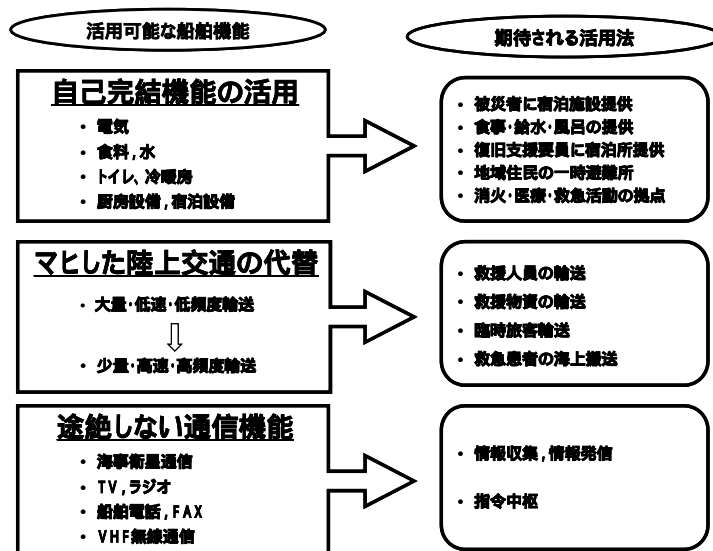 活用可能な船舶機能
期待される活用法
自己完結機能の活用
・ 電気
・ 食料,水
・ トイレ、冷暖房
・ 厨房設備,宿泊設備
・ 被災者に宿泊施設提供
・ 食事・給水・風呂の提供
・ 復旧支援要員に宿泊所提供
・ 地域住民の一時避難所
・ 消火・医療・救急活動の拠点
マヒした陸上交通の代替
・ 大量・低速・低頻度輸送
・ 少量・高速・高頻度輸送
・ 救援人員の輸送
・ 救援物資の輸送
・ 臨時旅客輸送
・ 救急患者の海上搬送
途絶しない通信機能
・ 海事衛星通信
・ TV,ラジオ
・ 船舶電話,FAX
・ VHF無線通信
・ 情報収集,情報発信
・ 指令中枢